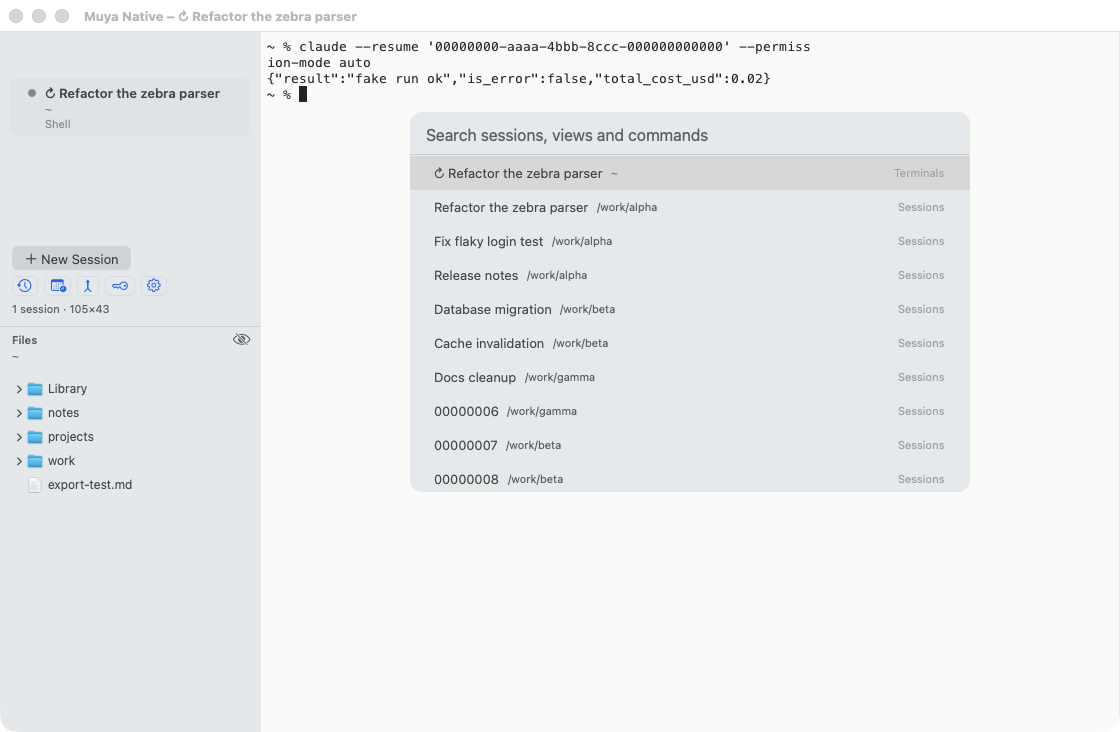 Muya Native – ↻ Refactor the zebra parser
↻ Refactor the zebra parser
~
Shell
+ New Session
1 session · 105×43
Files
~
Library
notes
projects
work
export-test.md
~ % claude --resume '00000000-aaaa-4bbb-8ccc-000000000000' --permiss
ion-mode auto
{"result":"fake run ok","is_error":false,"total_cost_usd":0.02}
~ %
Search sessions, views and commands
↻ Refactor the zebra parser ~ Terminals
Refactor the zebra parser /work/alpha Sessions
Fix flaky login test /work/alpha Sessions
Release notes /work/alpha Sessions
Database migration /work/beta Sessions
Cache invalidation /work/beta Sessions
Docs cleanup /work/gamma Sessions
00000006 /work/gamma Sessions
00000007 /work/beta Sessions
00000008 /work/beta Sessions